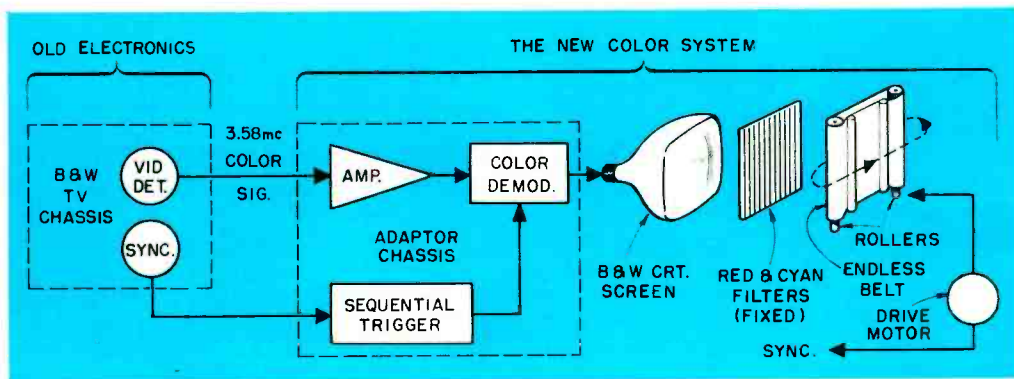 OLD ELECTRONICS
THE NEW COLOR SYSTEM
B&W
TV
CHASSIS
VID
DET.
SYNC.
3.58mc
COLOR
SIG.
AMP.
COLOR
DEMOD.
ADAPTOR
CHASSIS
SEQUENTIAL
TRIGGER
B&W CRT.
SCREEN
RED & CYAN
FILTERS
(FIXED)
ROLLERS
ENDLESS
BELT
DRIVE
MOTOR
SYNC.